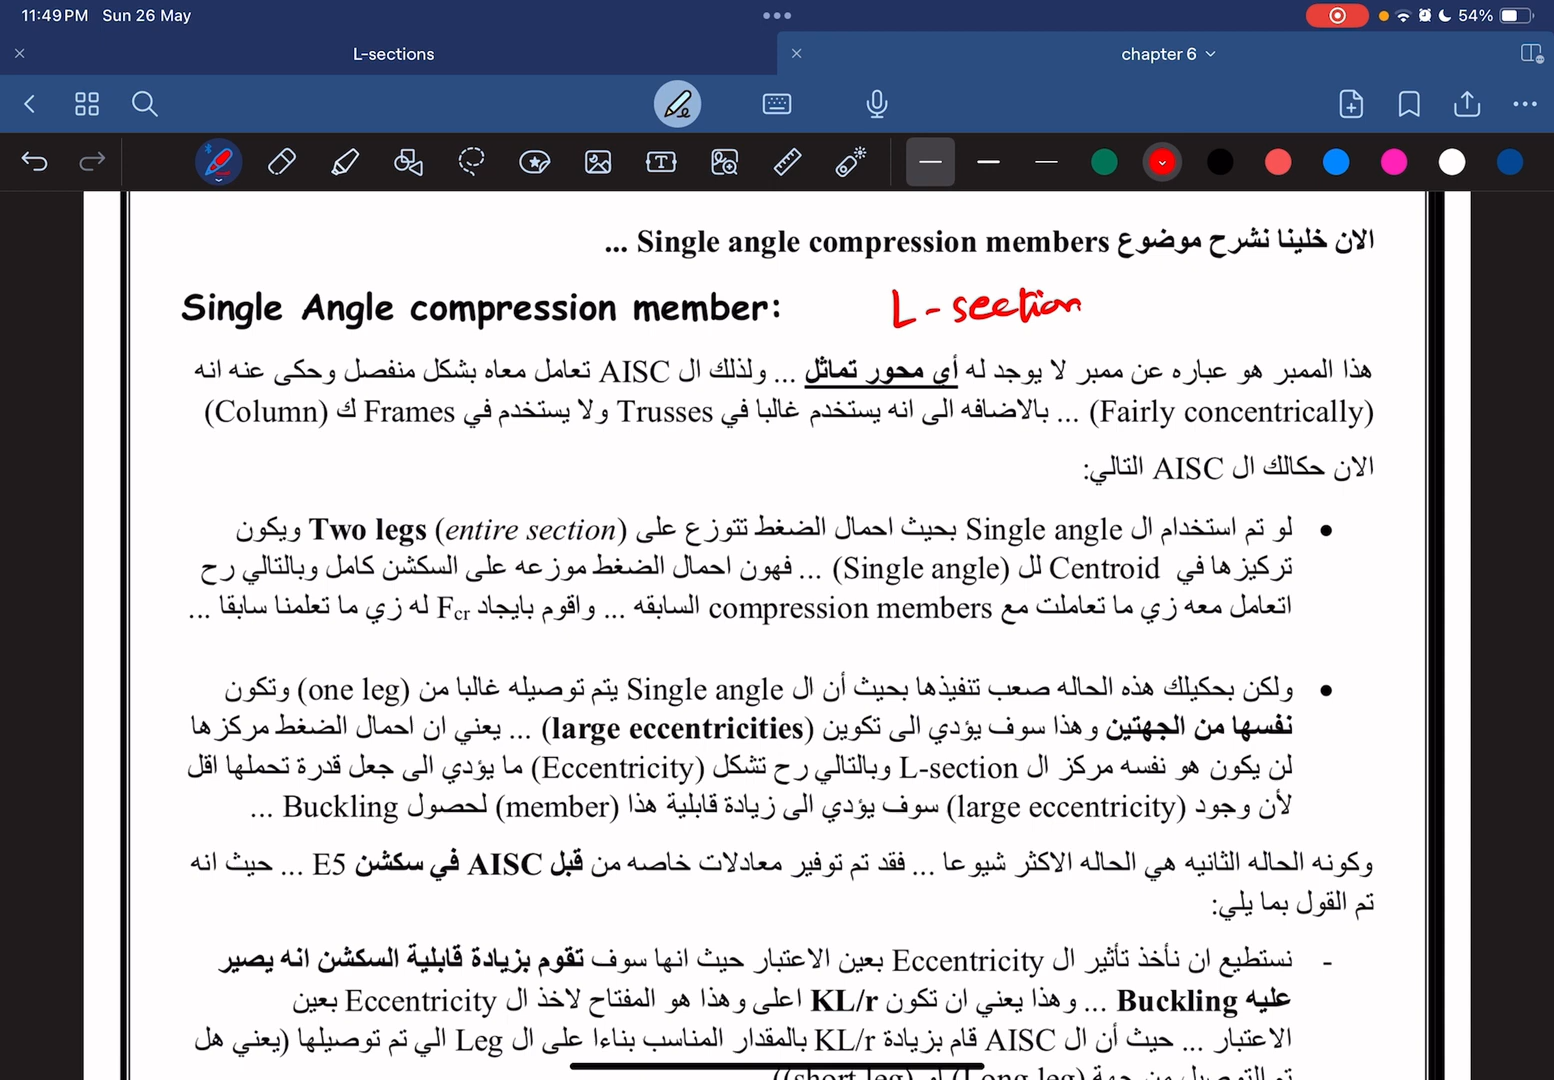 11:49 PM Sun 26 May
54%
L-sections
chapter 6
الان خلينا نشرح موضوع Single angle compression members ...
Single Angle compression member:
L-section
هذا الممبر هو عباره عن ممبر لا يوجد له أي محور تماثل ... ولذلك ال AISC تعامل معاه بشكل منفصل وحكى عنه انه
(Fairly concentrically) ... بالاضافه الى انه يستخدم غالبا في Trusses ولا يستخدم في Frames ك (Column)
الان حكالك ال AISC التالي:
• لو تم استخدام ال Single angle بحيث احمال الضغط تتوزع على Two legs (entire section) ويكون
تركيزها في Centroid لل (Single angle) ... فهون احمال الضغط موزعه على السكشن كامل وبالتالي رح
اتعامل معه زي ما تعاملت مع compression members السابقه ... واقوم بايجاد Fcr له زي ما تعلمنا سابقا ...
• ولكن بحكيلك هذه الحاله صعب تنفيذها بحيث أن ال Single angle يتم توصيله غالبا من (one leg) وتكون
نفسها من الجهتين وهذا سوف يؤدي الى تكوين (large eccentricities) ... يعني ان احمال الضغط مركزها
لن يكون هو نفسه مركز ال L-section وبالتالي رح تشكل (Eccentricity) ما يؤدي الى جعل قدرة تحملها اقل
لأن وجود (large eccentricity) سوف يؤدي الى زيادة قابلية هذا (member) لحصول Buckling ...
وكونه الحاله الثانيه هي الحاله الاكثر شيوعا ... فقد تم توفير معادلات خاصه من قبل AISC في سكشن E5 ... حيث انه
تم القول بما يلي:
- نستطيع ان نأخذ تأثير ال Eccentricity بعين الاعتبار حيث انها سوف تقوم بزيادة قابلية السكشن انه يصير
عليه Buckling ... وهذا يعني ان تكون KL/r اعلى وهذا هو المفتاح لاخذ ال Eccentricity بعين
الاعتبار ... حيث أن ال AISC قام بزيادة KL/r بالمقدار المناسب بناءا على ال Leg الي تم توصيلها (يعني هل
تم التوصيل من جهة (Long leg) او (short leg))